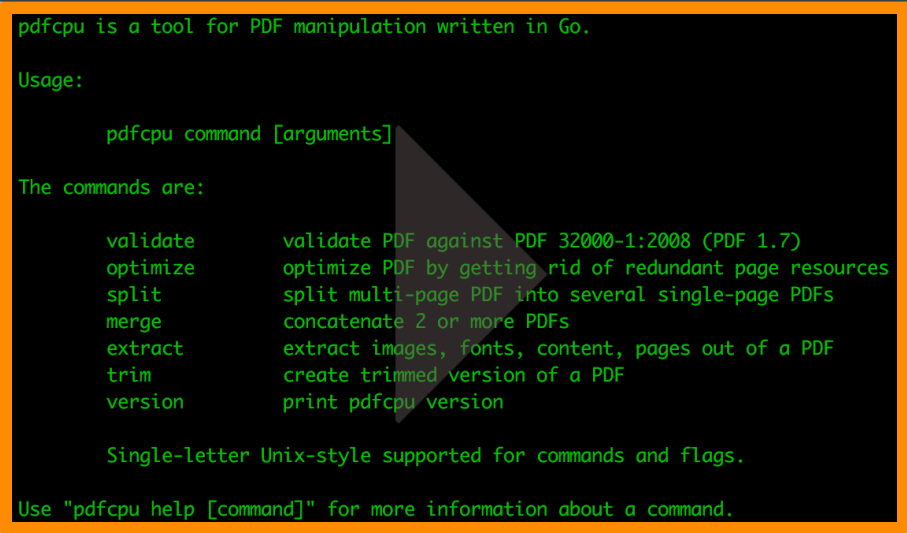 pdfcpu is a tool for PDF manipulation written in Go.
Usage:
pdfcpu command [arguments]
The commands are:
validate validate PDF against PDF 32000-1:2008 (PDF 1.7)
optimize optimize PDF by getting rid of redundant page resources
split split multi-page PDF into several single-page PDFs
merge concatenate 2 or more PDFs
extract extract images, fonts, content, pages out of a PDF
trim create trimmed version of a PDF
version print pdfcpu version
Single-letter Unix-style supported for commands and flags.
Use "pdfcpu help [command]" for more information about a command.